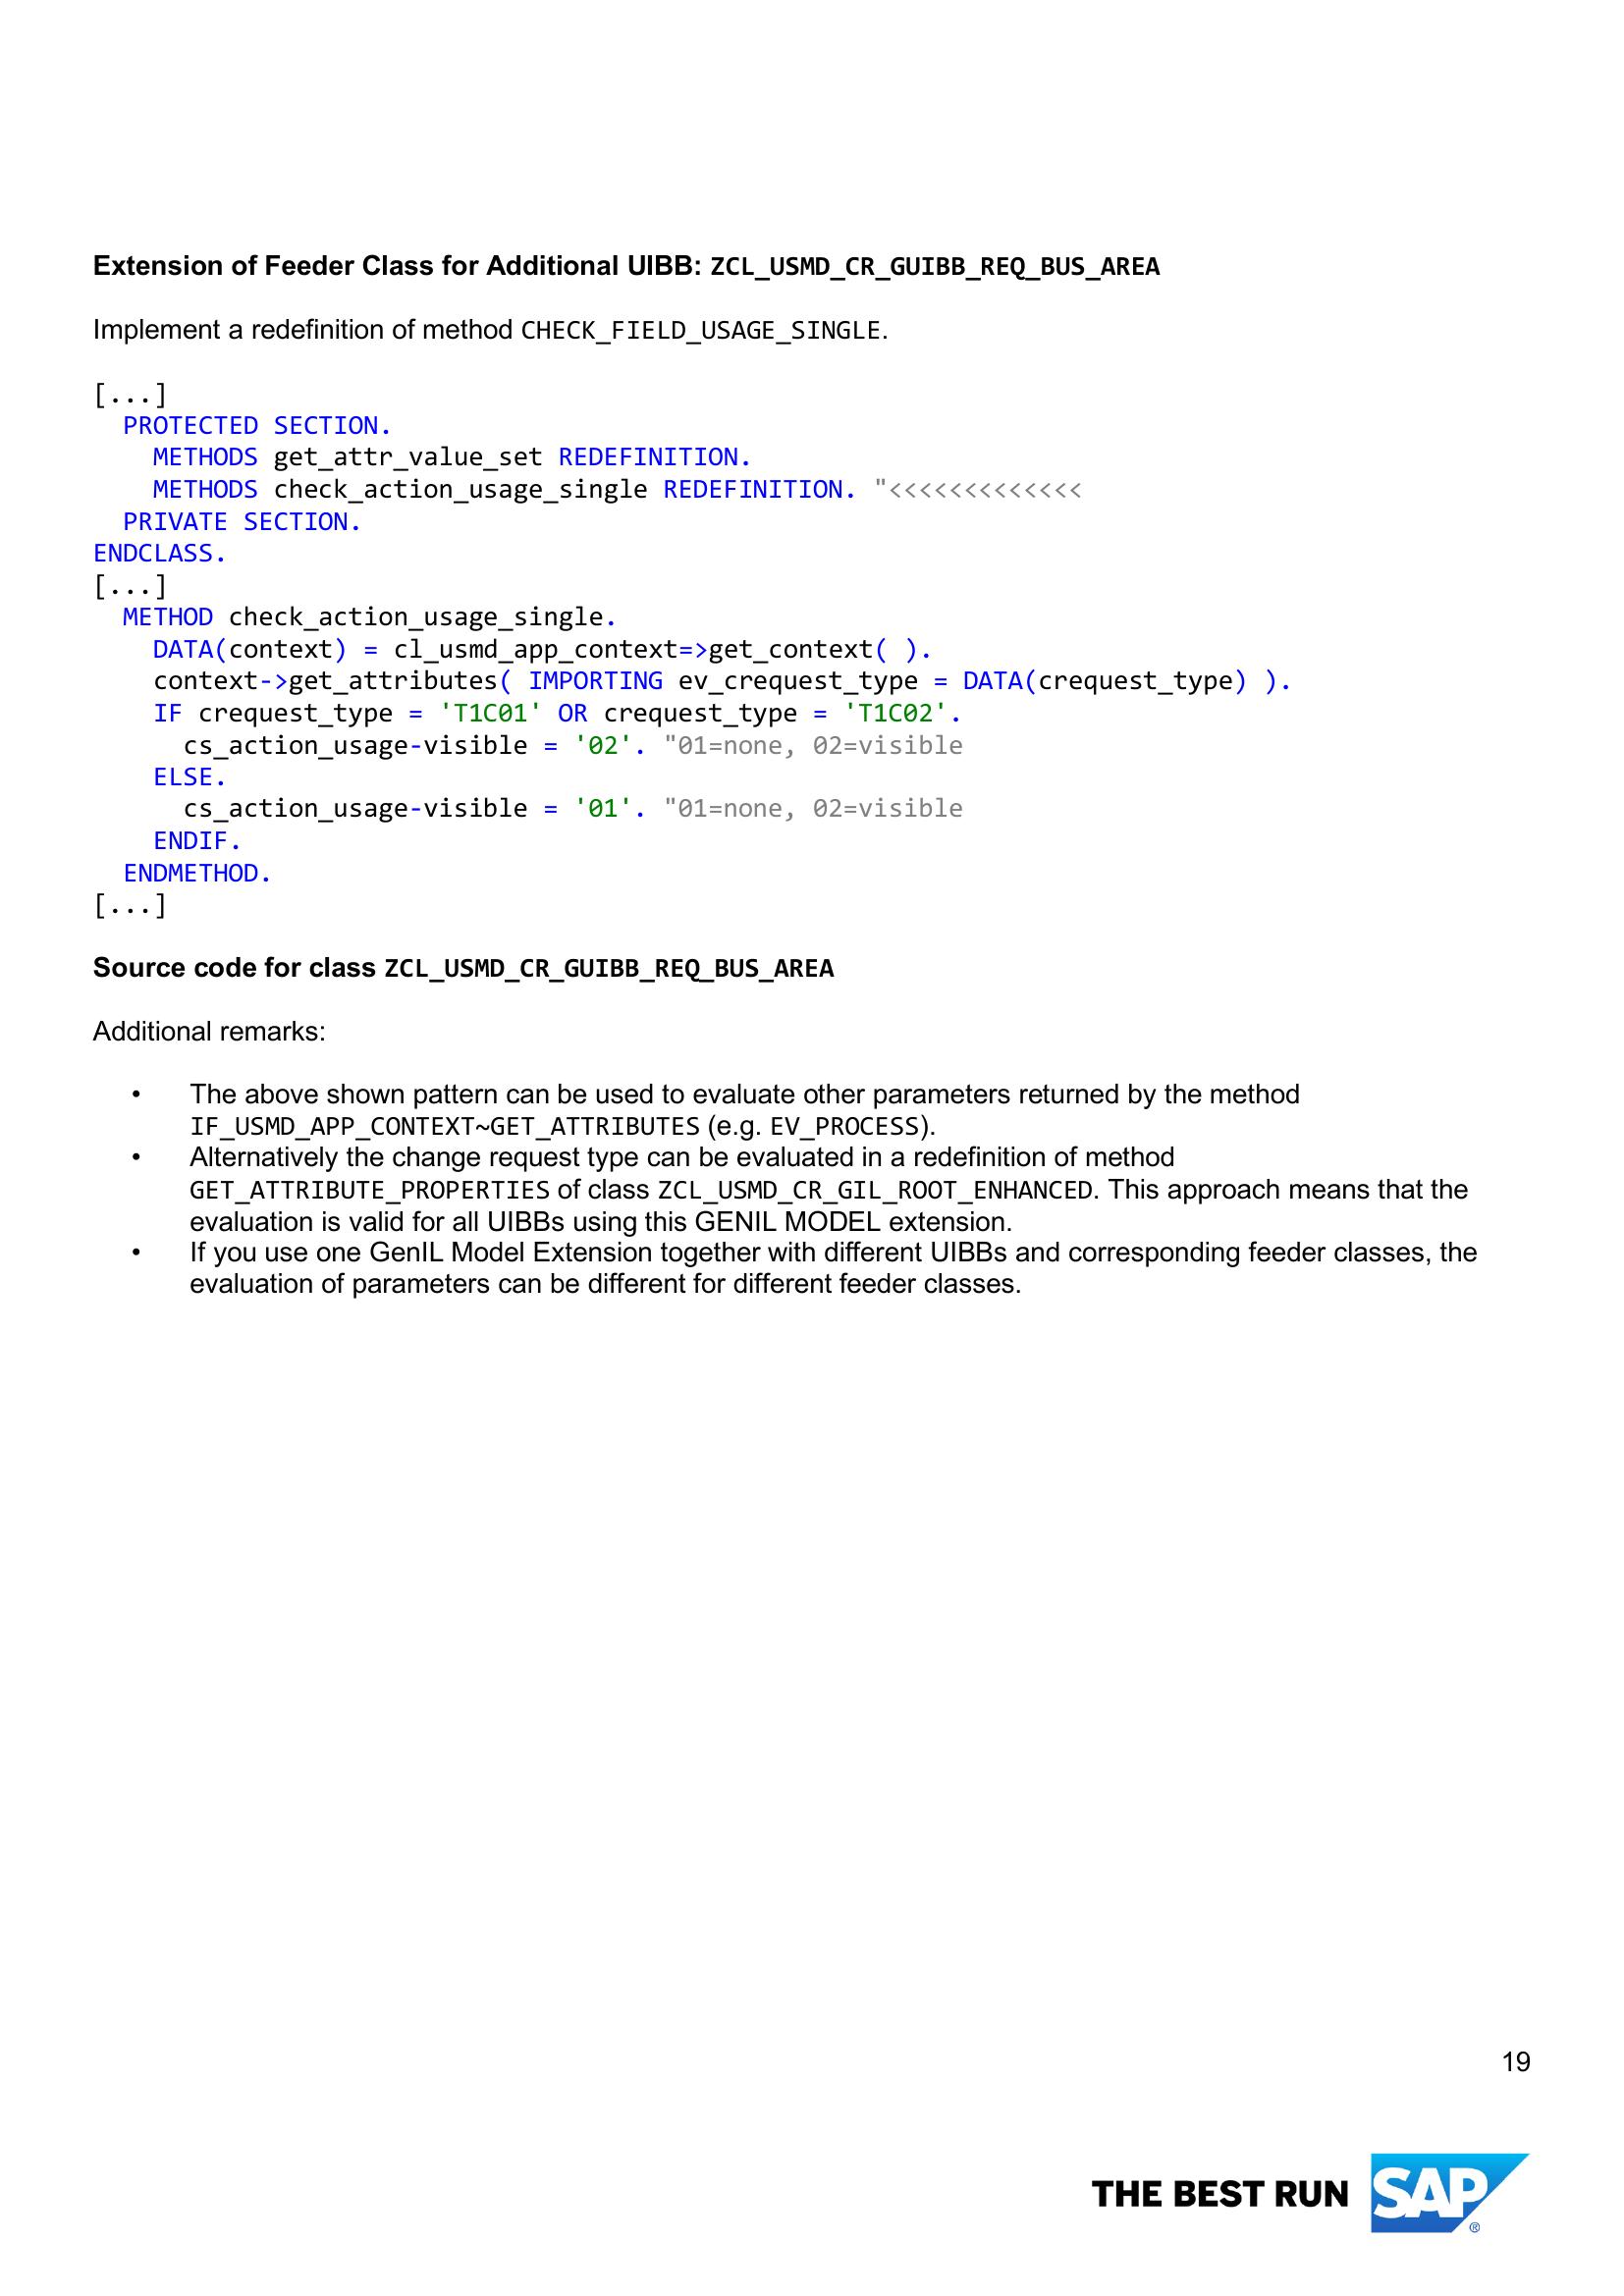 Extension of Feeder Class for Additional UIBB: ZCL_USMD_CR_GUIBB_REQ_BUS_AREA
Implement a redefinition of method CHECK_FIELD_USAGE_SINGLE.
[...]
  PROTECTED SECTION.
    METHODS get_attr_value_set REDEFINITION.
    METHODS check_action_usage_single REDEFINITION. "<<<<<<<<<<<<<
  PRIVATE SECTION.
ENDCLASS.
[...]
  METHOD check_action_usage_single.
    DATA(context) = cl_usmd_app_context=>get_context( ).
    context->get_attributes( IMPORTING ev_crequest_type = DATA(crequest_type) ).
    IF crequest_type = 'T1C01' OR crequest_type = 'T1C02'.
      cs_action_usage-visible = '02'. "01=none, 02=visible
    ELSE.
      cs_action_usage-visible = '01'. "01=none, 02=visible
    ENDIF.
  ENDMETHOD.
[...]
Source code for class ZCL_USMD_CR_GUIBB_REQ_BUS_AREA
Additional remarks:
• The above shown pattern can be used to evaluate other parameters returned by the method
IF_USMD_APP_CONTEXT~GET_ATTRIBUTES (e.g. EV_PROCESS).
• Alternatively the change request type can be evaluated in a redefinition of method
GET_ATTRIBUTE_PROPERTIES of class ZCL_USMD_CR_GIL_ROOT_ENHANCED. This approach means that the
evaluation is valid for all UIBBs using this GENIL MODEL extension.
• If you use one GenIL Model Extension together with different UIBBs and corresponding feeder classes, the
evaluation of parameters can be different for different feeder classes.
19
THE BEST RUN SAP ®